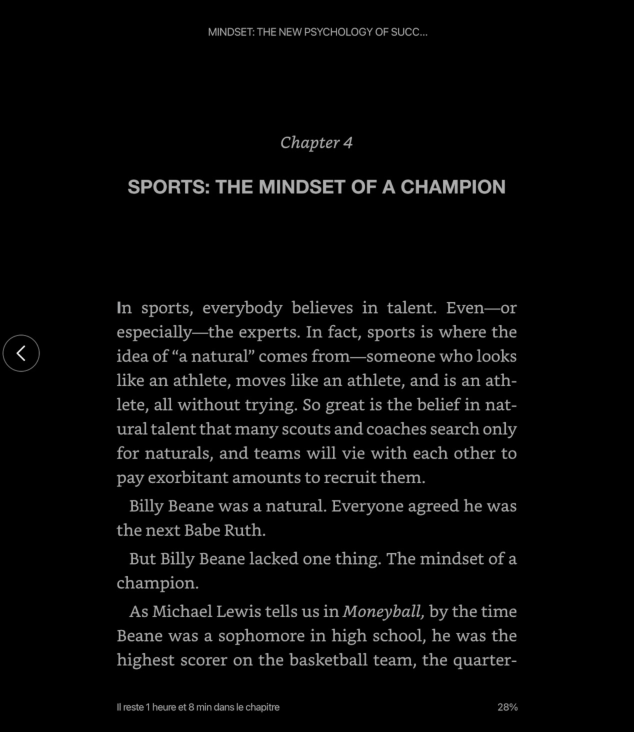 MINDSET: THE NEW PSYCHOLOGY OF SUCC...
Chapter 4
SPORTS: THE MINDSET OF A CHAMPION
In sports, everybody believes in talent. Even—or
especially—the experts. In fact, sports is where the
idea of “a natural” comes from—someone who looks
like an athlete, moves like an athlete, and is an ath-
lete, all without trying. So great is the belief in nat-
ural talent that many scouts and coaches search only
for naturals, and teams will vie with each other to
pay exorbitant amounts to recruit them.
Billy Beane was a natural. Everyone agreed he was
the next Babe Ruth.
But Billy Beane lacked one thing. The mindset of a
champion.
As Michael Lewis tells us in Moneyball, by the time
Beane was a sophomore in high school, he was the
highest scorer on the basketball team, the quarter-
Il reste 1 heure et 8 min dans le chapitre
28%